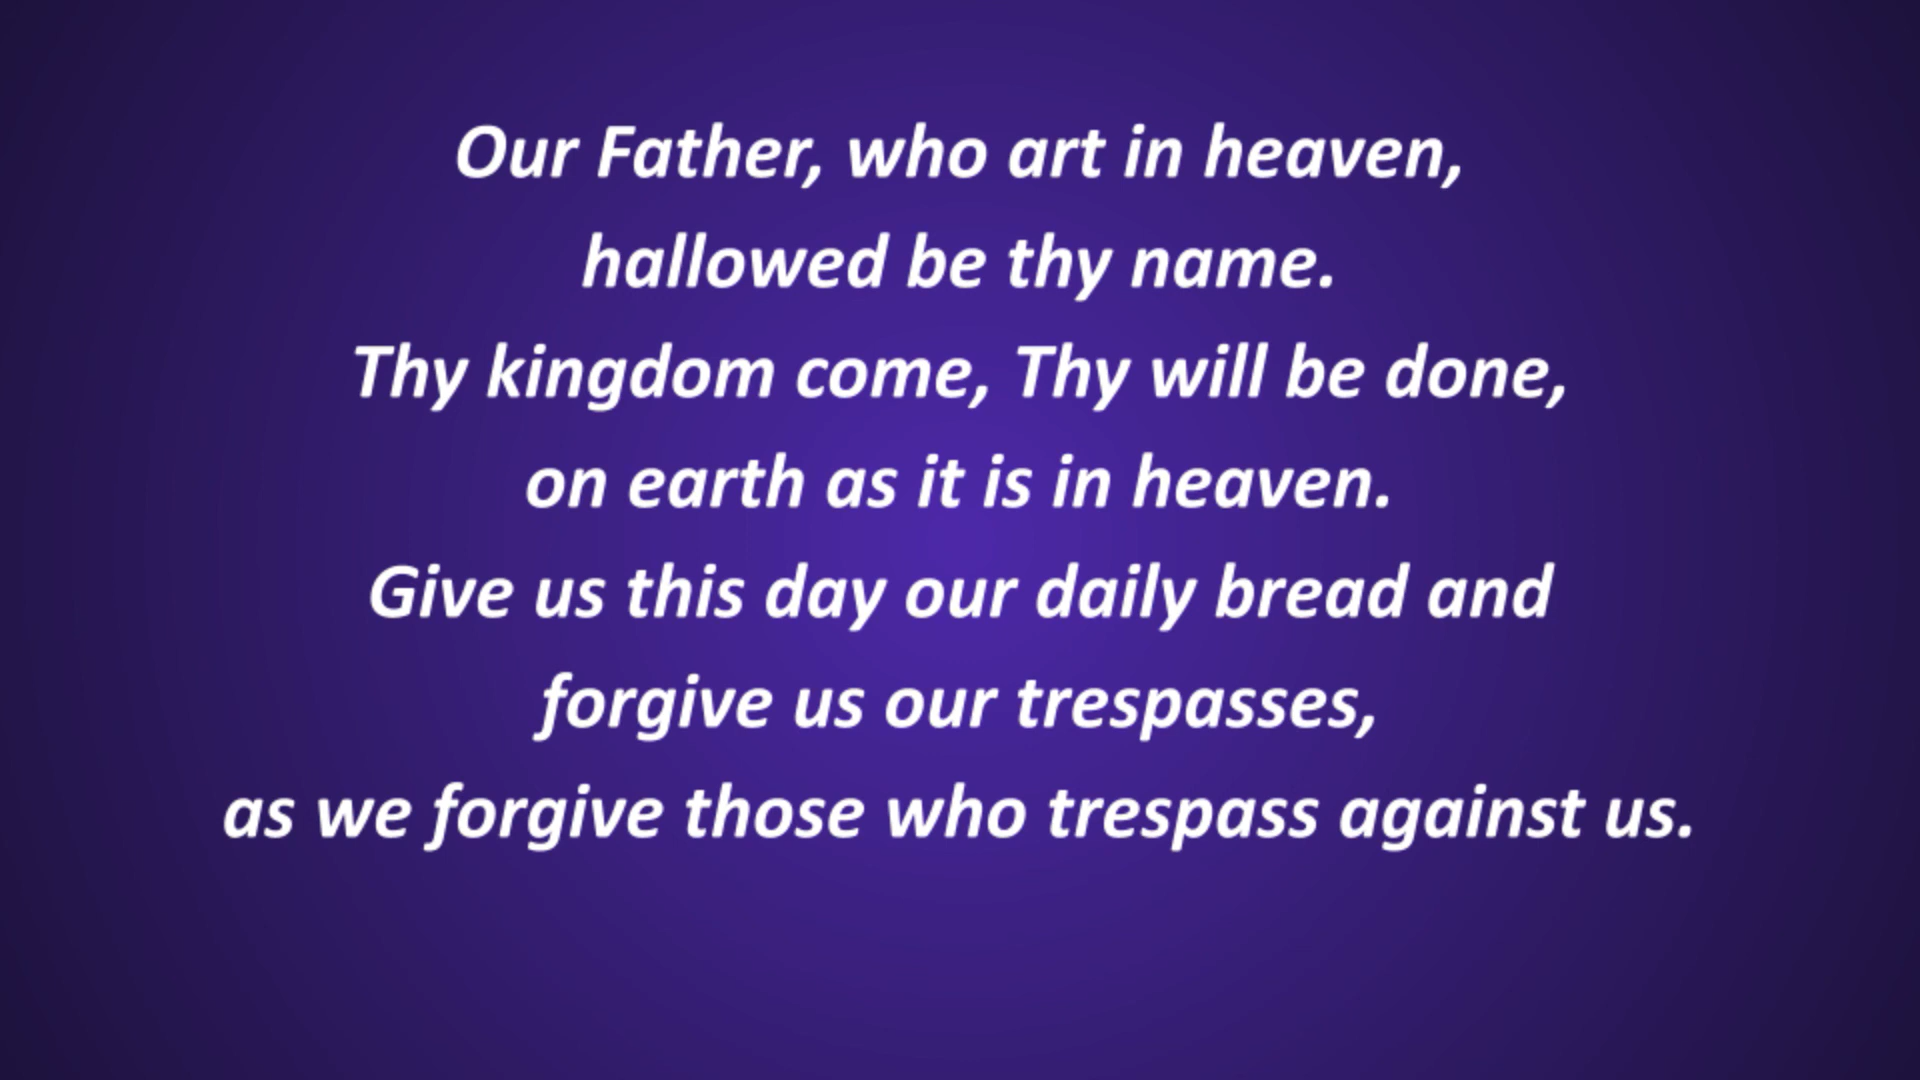 Our Father, who art in heaven,
hallowed be thy name.
Thy kingdom come, Thy will be done,
on earth as it is in heaven.
Give us this day our daily bread and
forgive us our trespasses,
as we forgive those who trespass against us.